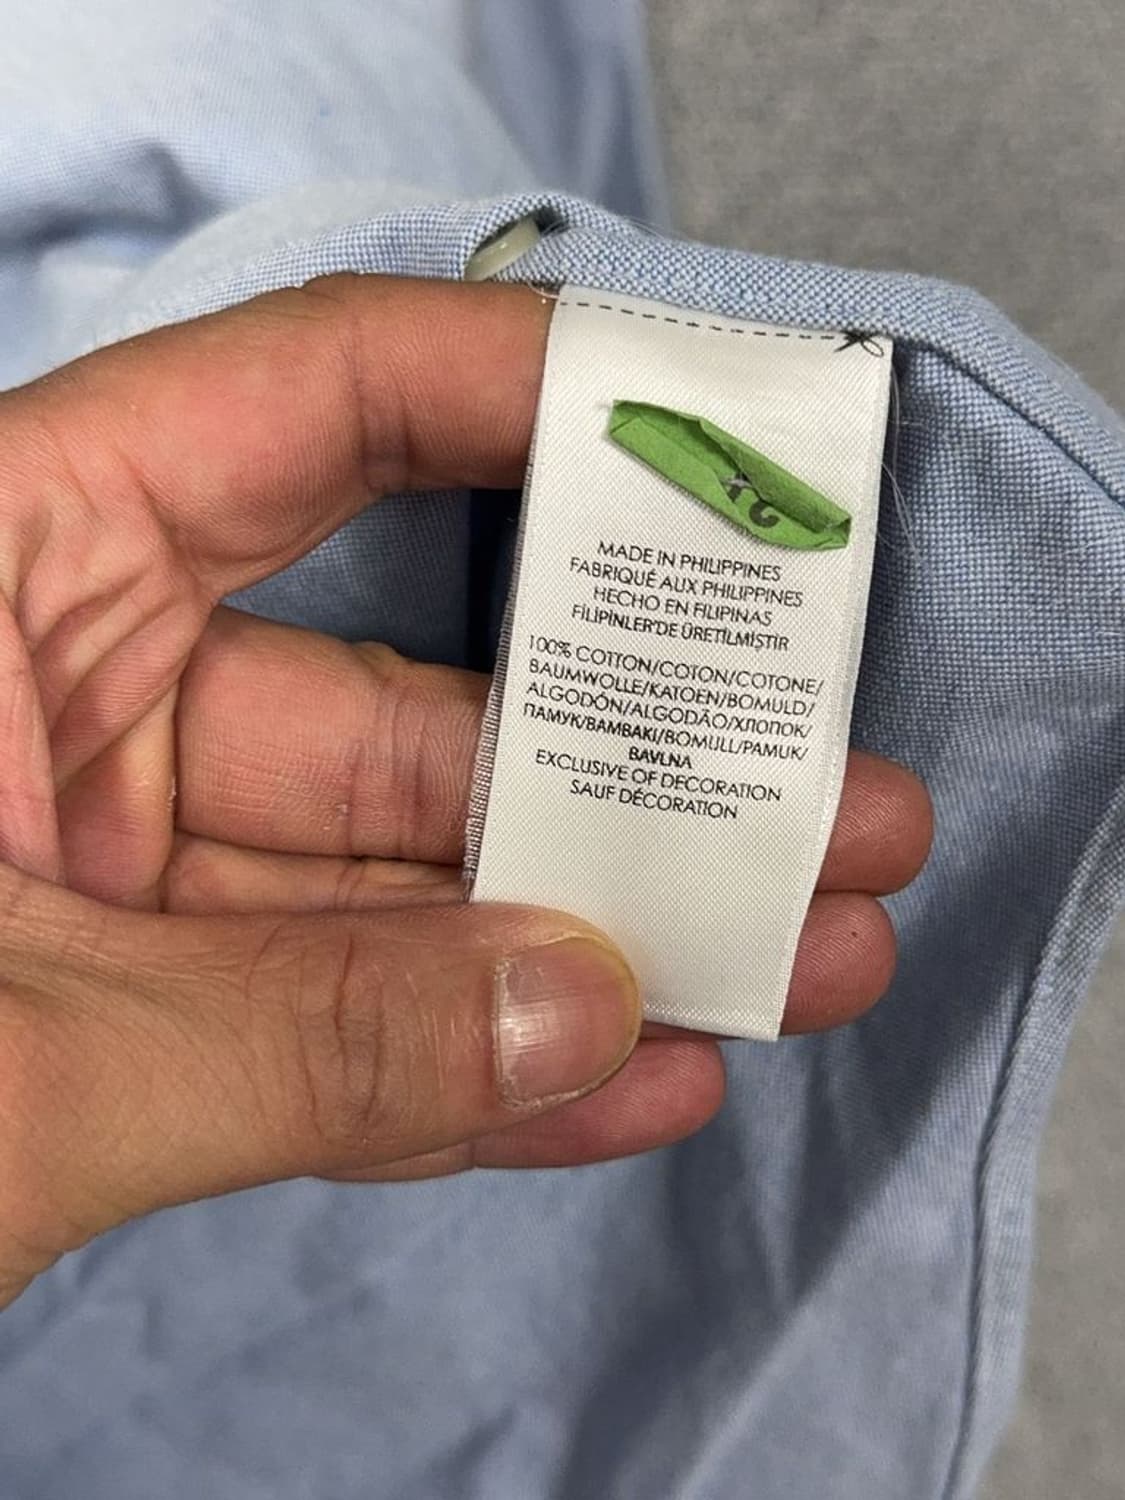 MADE IN PHILIPPINES
FABRIQUÉ AUX PHILIPPINES
HECHO EN FILIPINAS
FİLİPİNLER'DE ÜRETİLMİŞTİR
100% COTTON/COTON/COTONE/
BAUMWOLLE/KATOEN/BOMULD/
ALGODÓN/ALGODÃO/ХЛОПОК/
ПАМУК/BAMBAKI/BOMULL/PAMUK/
BAVLNA
EXCLUSIVE OF DECORATION
SAUF DÉCORATION